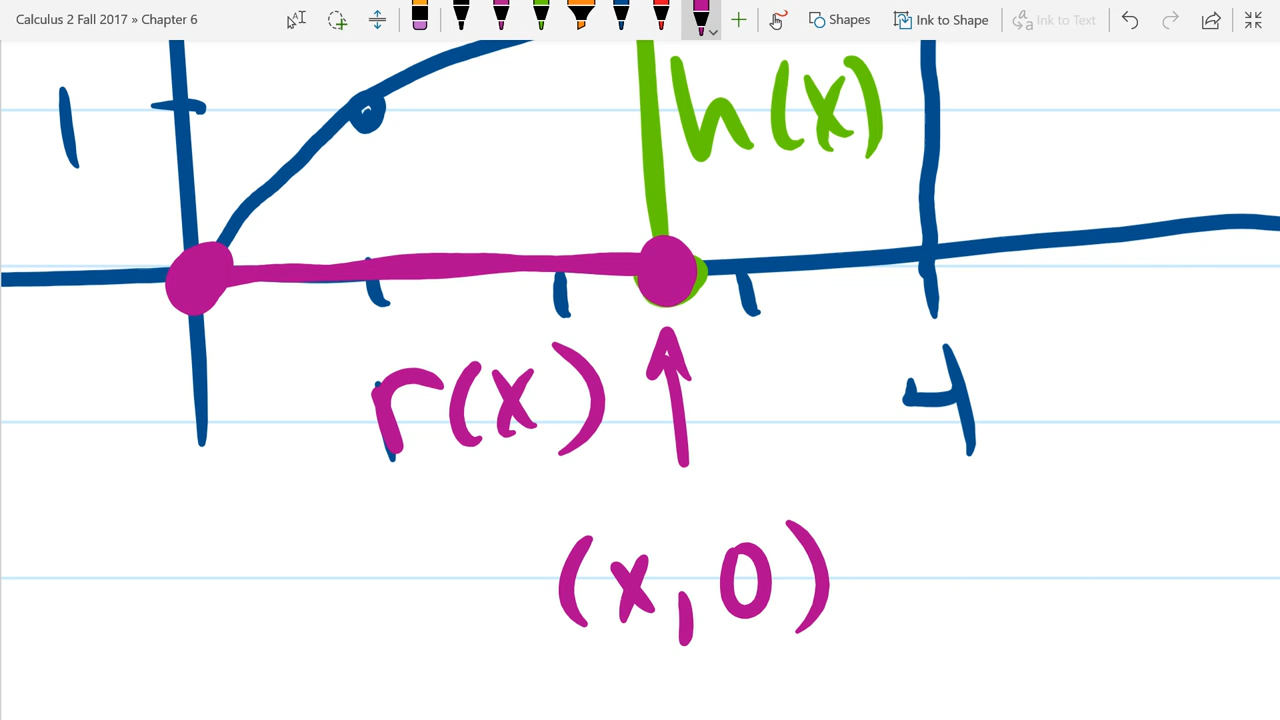 Calculus 2 Fall 2017 » Chapter 6
Shapes
Ink to Shape
Ink to Text
1
h(x)
r(x)
4
(x,0)